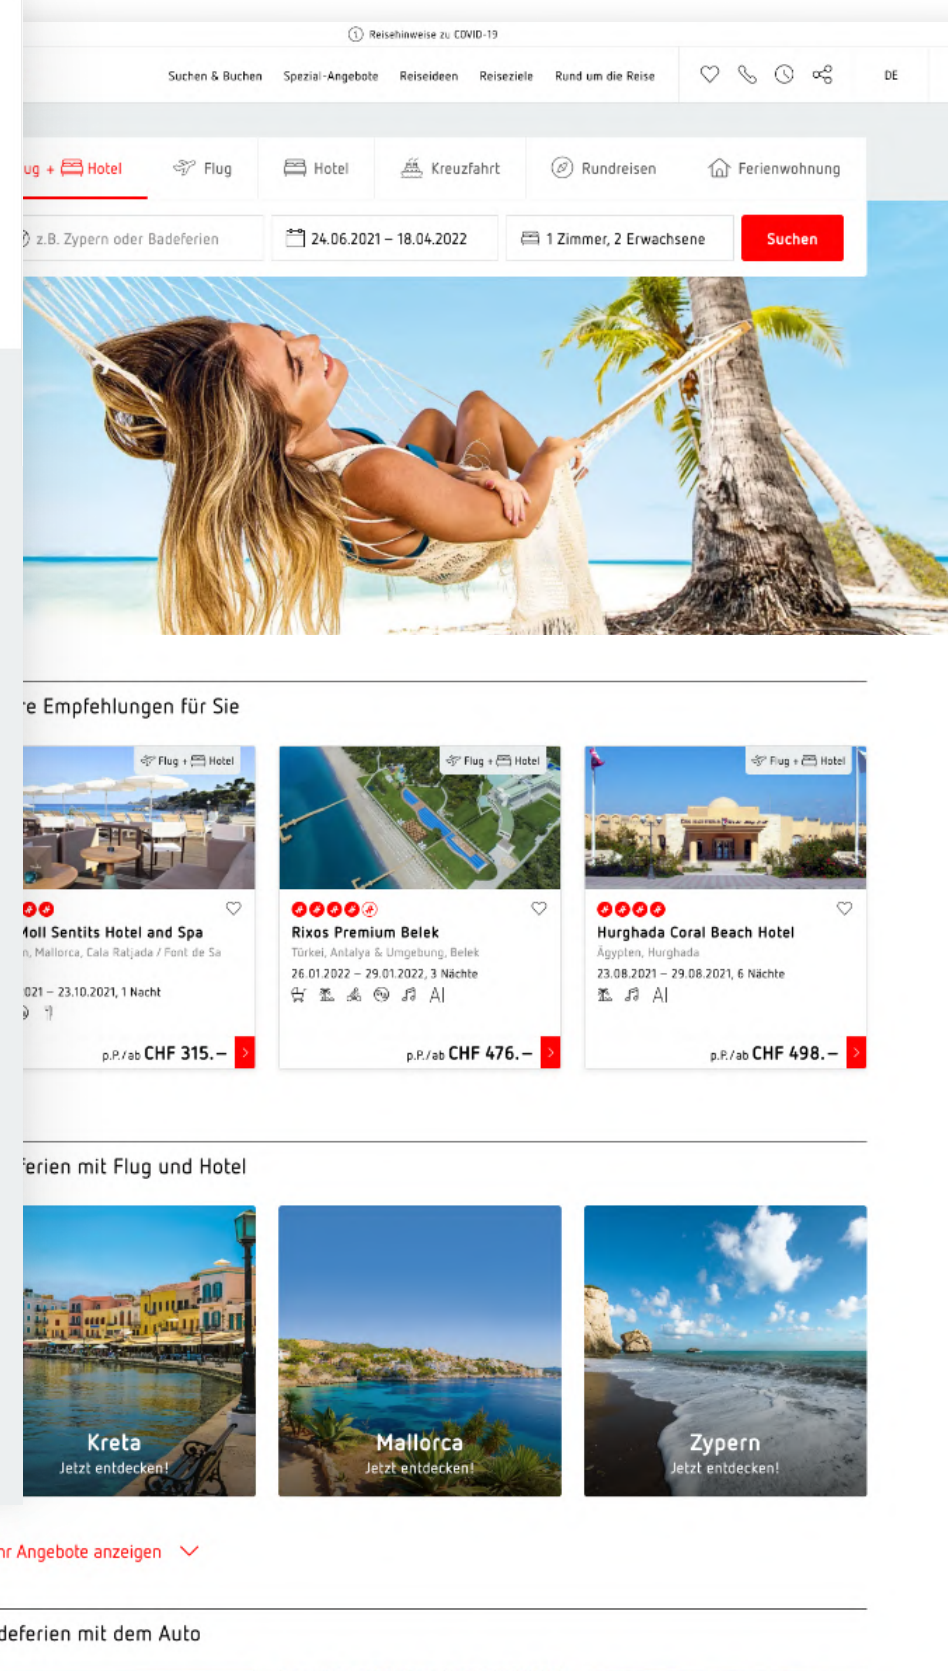 Reisehinweise zu COVID-19
Suchen & Buchen Spezial-Angebote Reiseideen Reiseziele Rund um die Reise DE
ug + Hotel Flug Hotel Kreuzfahrt Rundreisen Ferienwohnung
z.B. Zypern oder Badeferien 24.06.2021 – 18.04.2022 1 Zimmer, 2 Erwachsene Suchen
re Empfehlungen für Sie
Flug + Hotel Flug + Hotel Flug + Hotel
Moll Sentits Hotel and Spa
n, Mallorca, Cala Ratjada / Font de Sa
2021 – 23.10.2021, 1 Nacht
p.P./ab CHF 315.–
Rixos Premium Belek
Türkei, Antalya & Umgebung, Belek
26.01.2022 – 29.01.2022, 3 Nächte
AI
p.P./ab CHF 476.–
Hurghada Coral Beach Hotel
Ägypten, Hurghada
23.08.2021 – 29.08.2021, 6 Nächte
AI
p.P./ab CHF 498.–
ferien mit Flug und Hotel
Kreta
Jetzt entdecken!
Mallorca
Jetzt entdecken!
Zypern
Jetzt entdecken!
hr Angebote anzeigen
deferien mit dem Auto